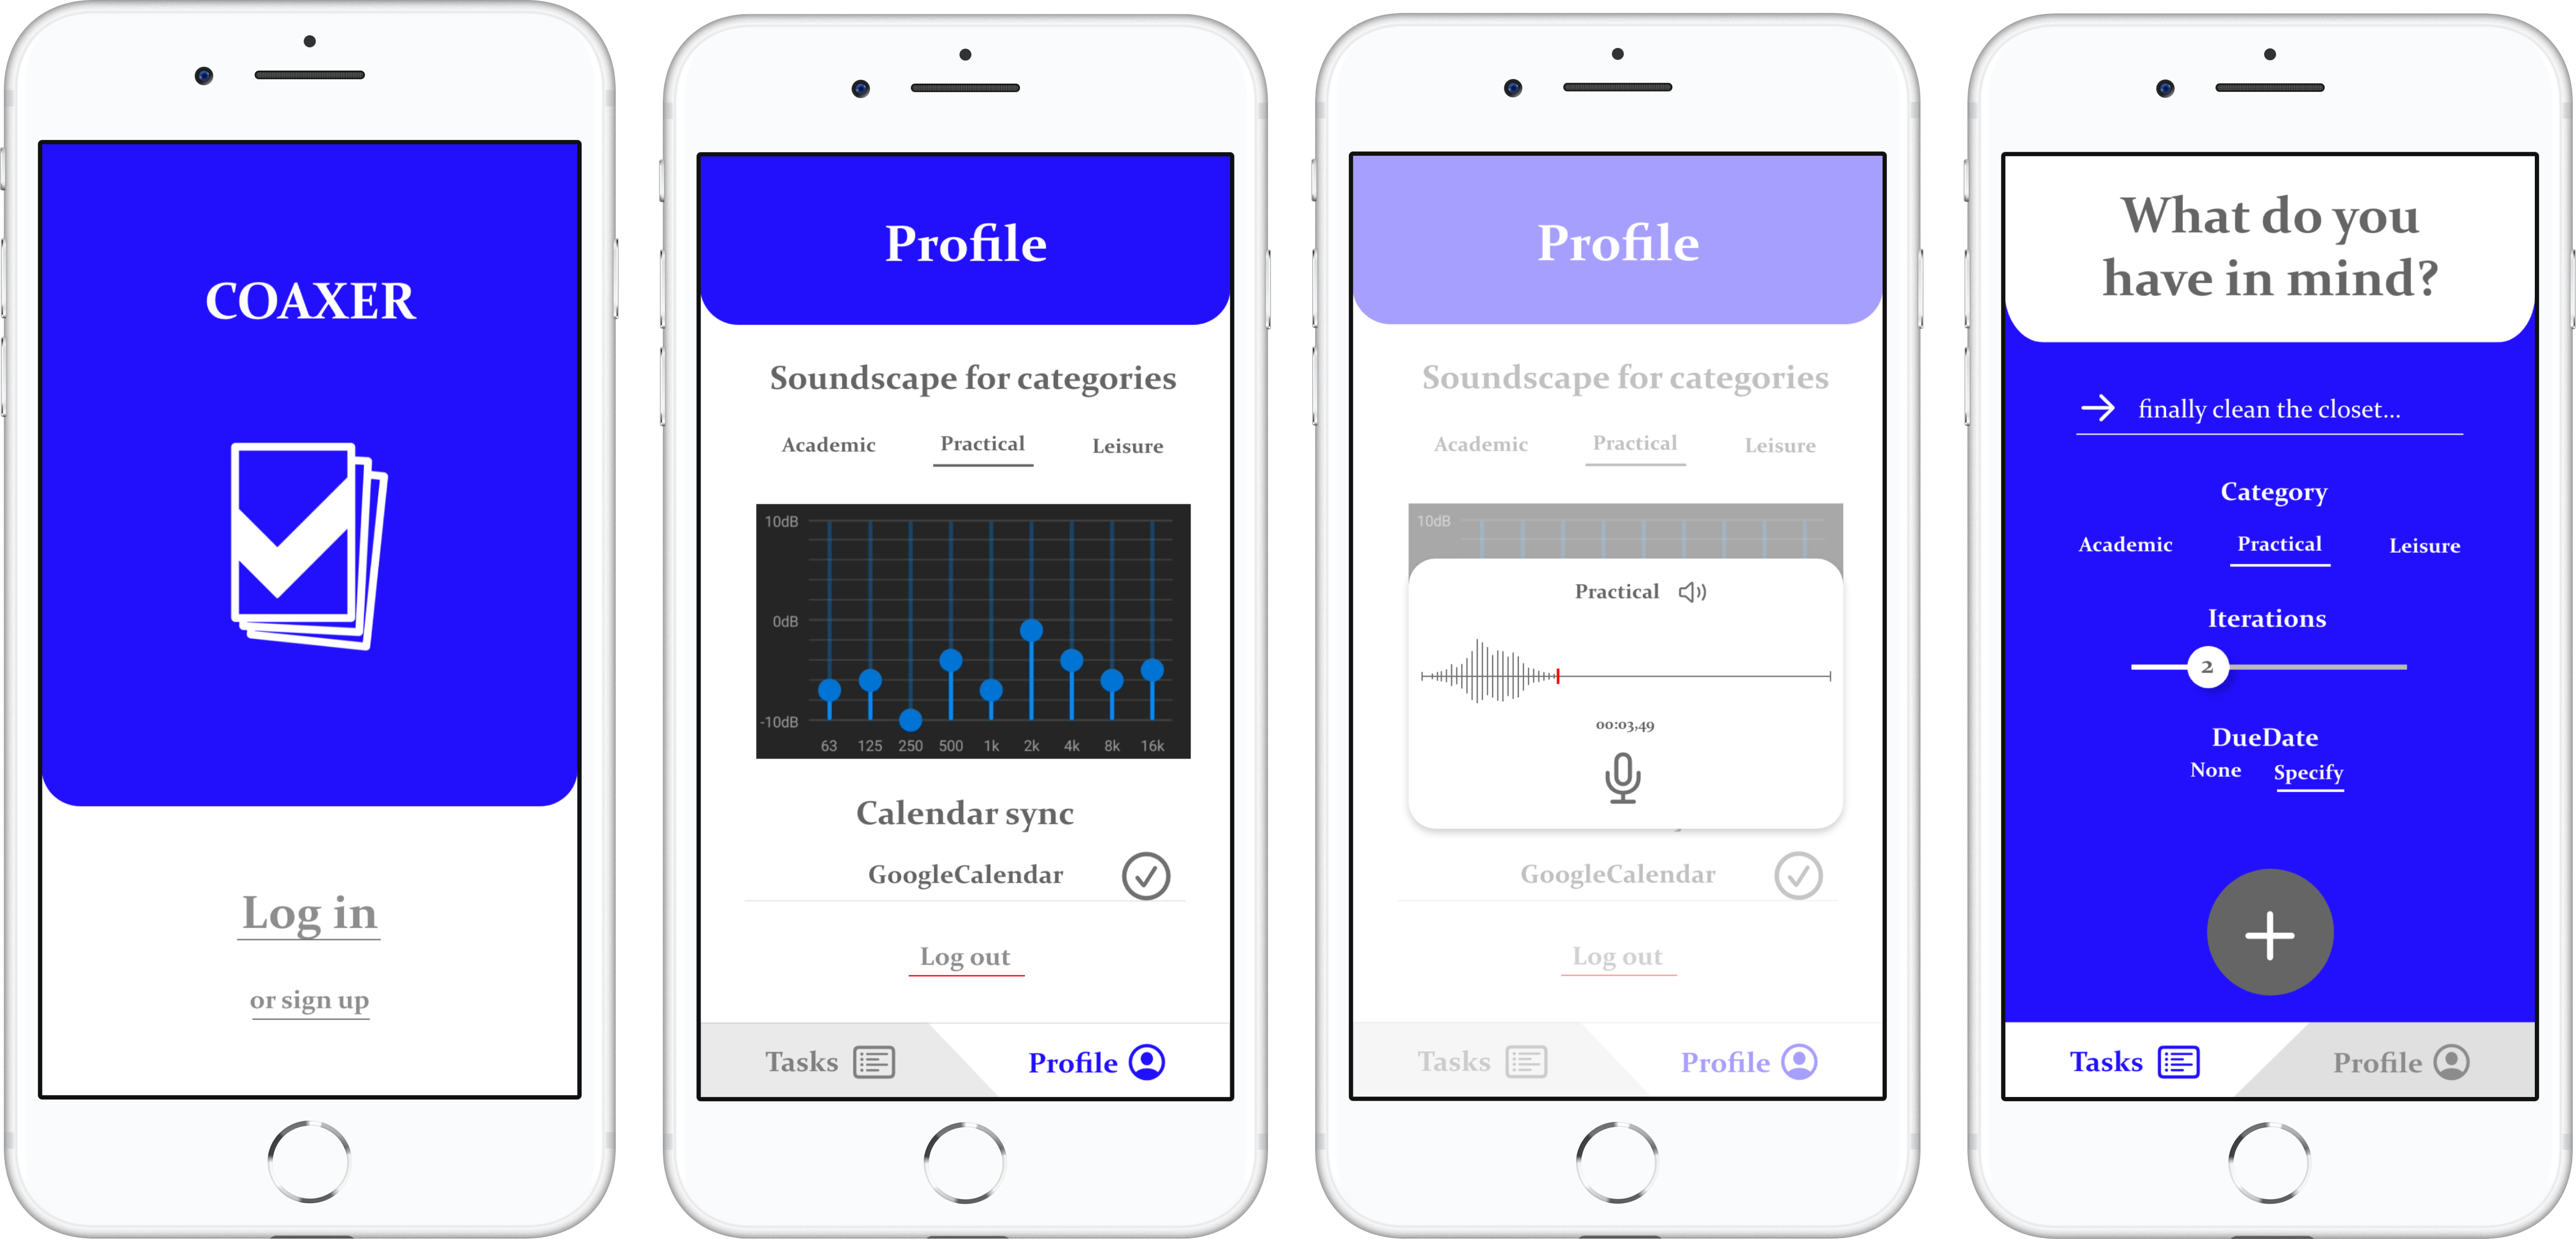 COAXER
Log in
or sign up
Profile
Soundscape for categories
Academic Practical Leisure
10dB
0dB
-10dB
63 125 250 500 1k 2k 4k 8k 16k
Calendar sync
GoogleCalendar
Log out
Tasks Profile
Profile
Soundscape for categories
Academic Practical Leisure
10dB
Practical
00:03,49
GoogleCalendar
Log out
Tasks Profile
What do you
have in mind?
finally clean the closet...
Category
Academic Practical Leisure
Iterations
2
DueDate
None Specify
Tasks Profile